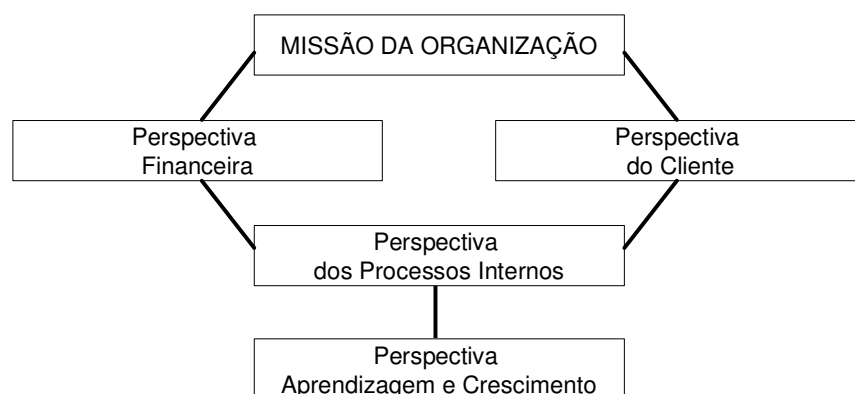 MISSÃO DA ORGANIZAÇÃO
Perspectiva
Financeira
Perspectiva
do Cliente
Perspectiva
dos Processos Internos
Perspectiva
Aprendizagem e Crescimento